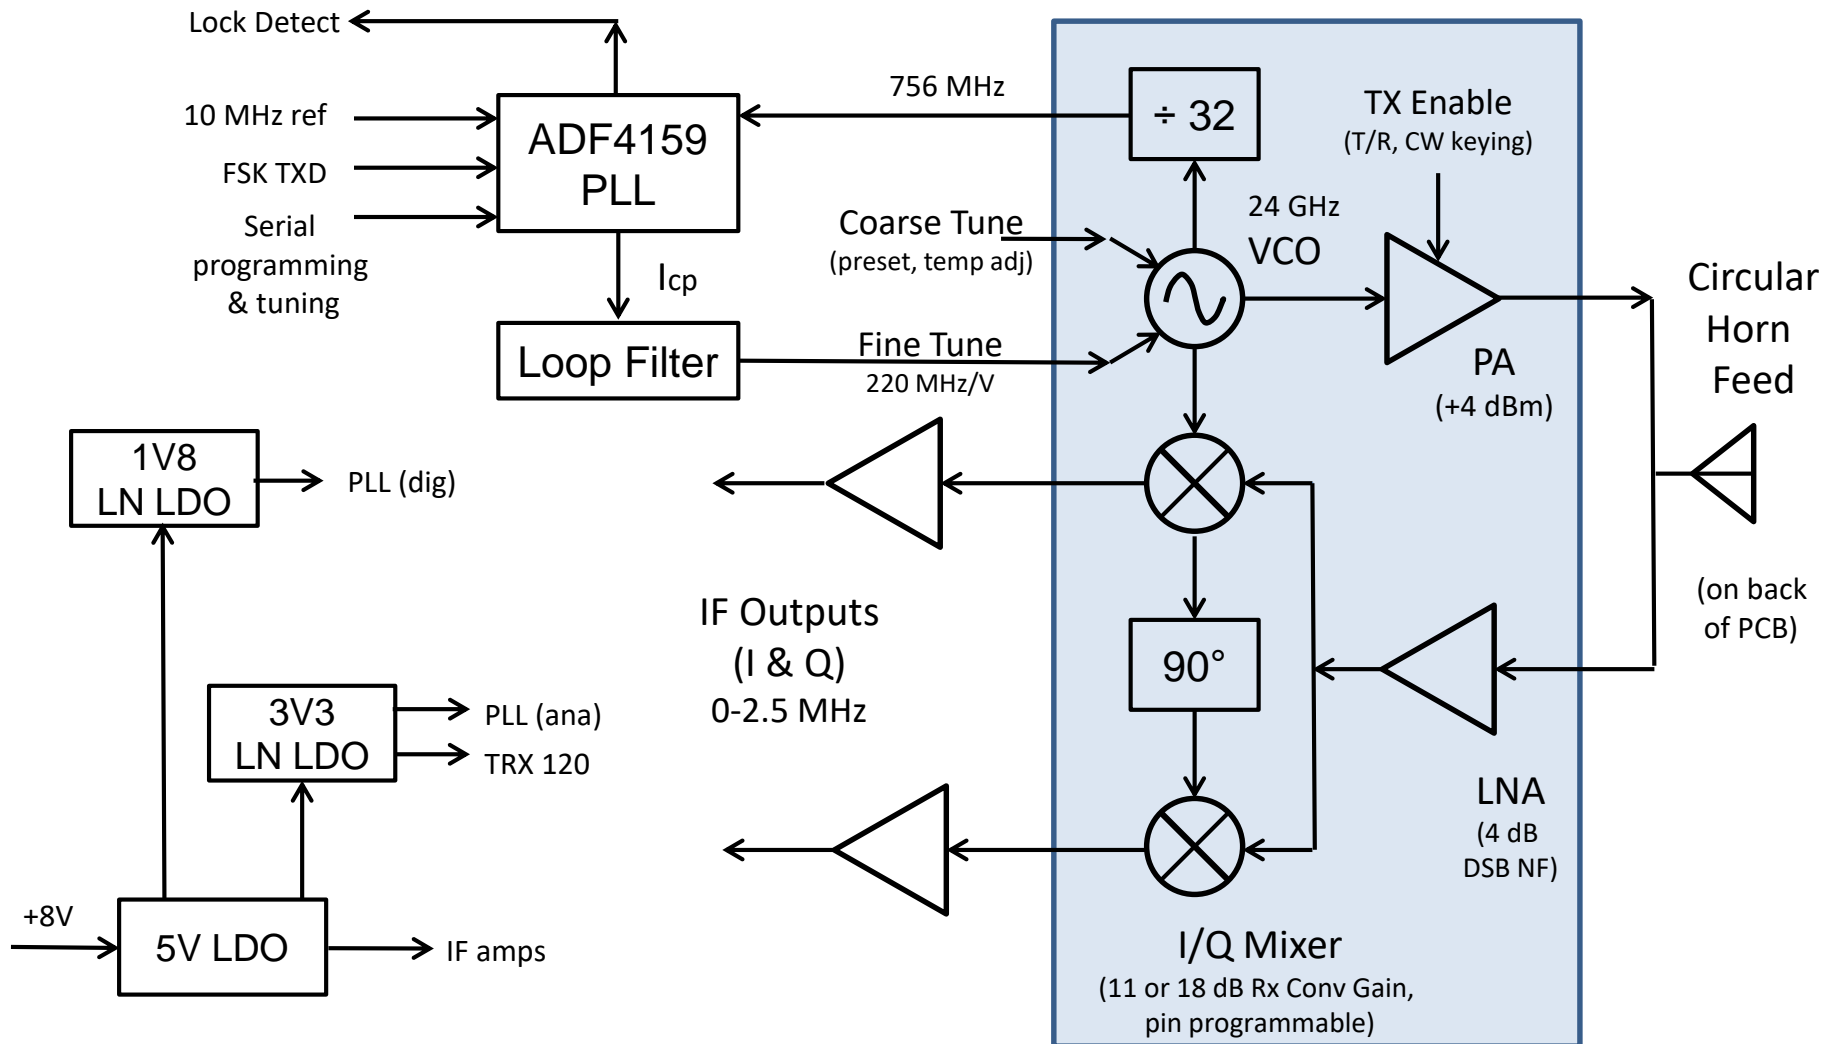 Lock Detect
10 MHz ref
FSK TXD
Serial
programming
& tuning
ADF4159
PLL
756 MHz
÷ 32
TX Enable
(T/R, CW keying)
Coarse Tune
(preset, temp adj)
24 GHz
VCO
Icp
Loop Filter
Fine Tune
220 MHz/V
PA
(+4 dBm)
Circular
Horn
Feed
(on back
of PCB)
1V8
LN LDO
PLL (dig)
IF Outputs
(I & Q)
0-2.5 MHz
90°
3V3
LN LDO
PLL (ana)
TRX 120
LNA
(4 dB
DSB NF)
+8V
5V LDO
IF amps
I/Q Mixer
(11 or 18 dB Rx Conv Gain,
pin programmable)